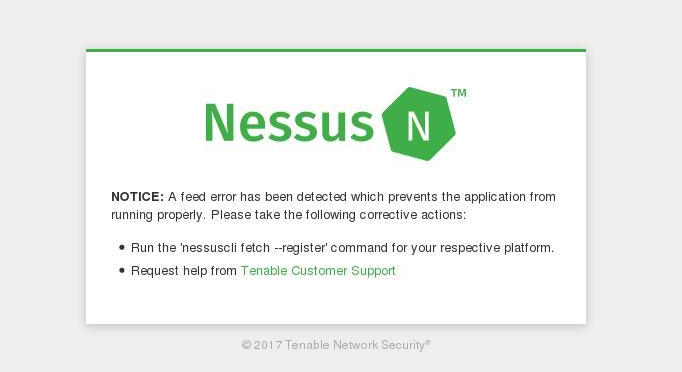 Nessus N™
NOTICE: A feed error has been detected which prevents the application from
running properly. Please take the following corrective actions:
• Run the 'nessuscli fetch --register' command for your respective platform.
• Request help from Tenable Customer Support
© 2017 Tenable Network Security®